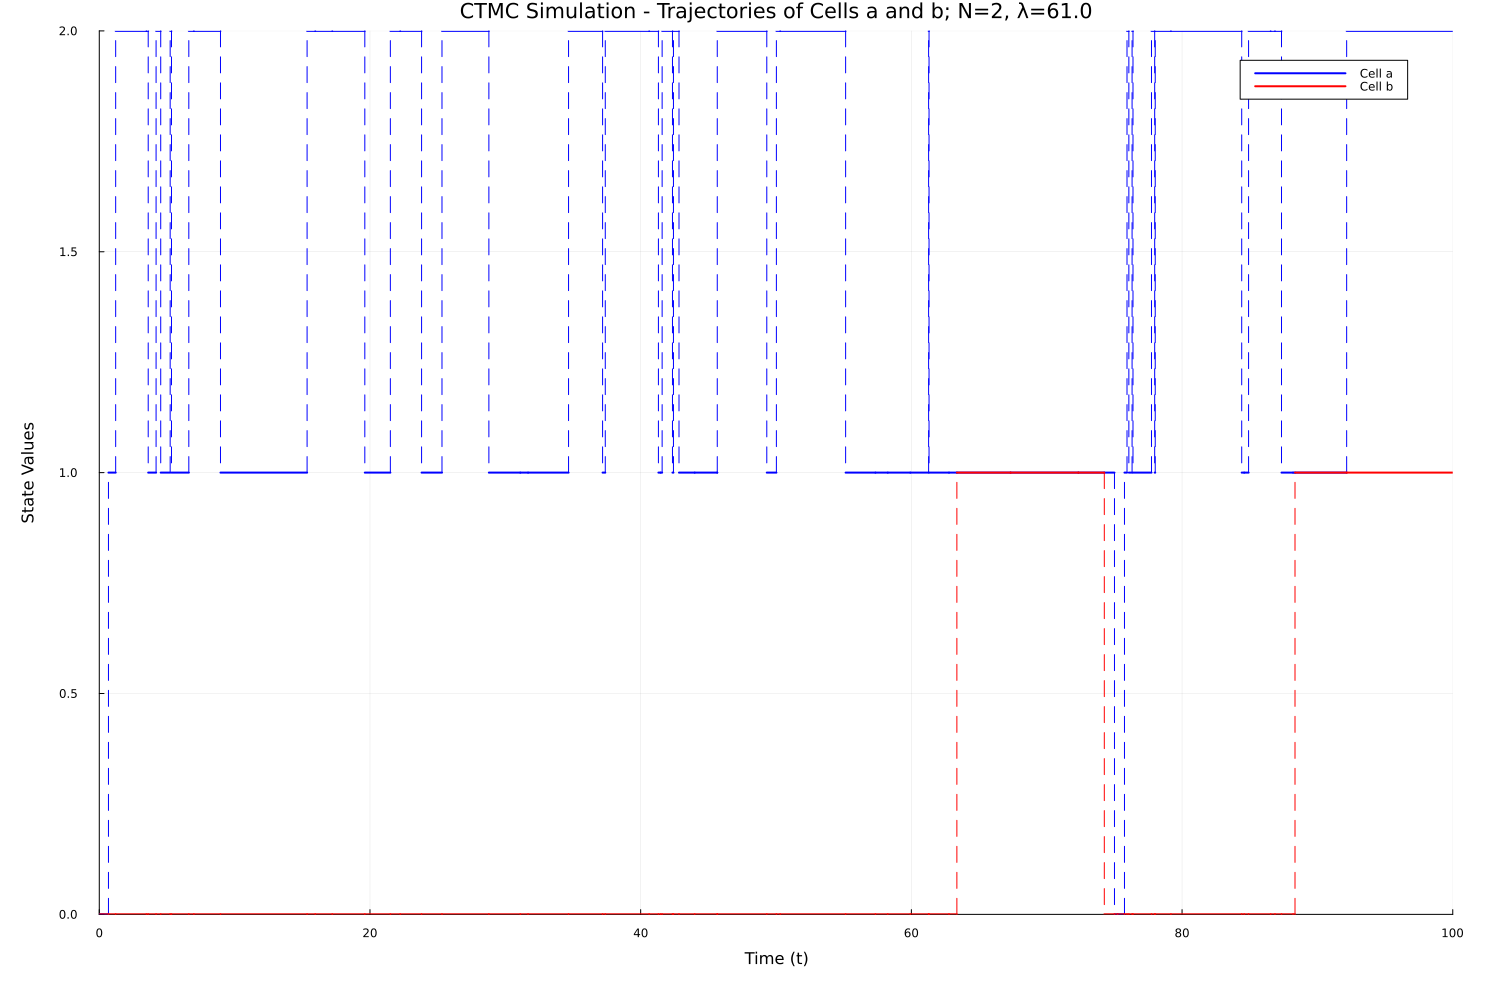 CTMC Simulation - Trajectories of Cells a and b; N=2, λ=61.0
2.0
Cell a
Cell b
1.5
1.0
State Values
0.5
0.0
0 20 40 60 80 100
Time (t)